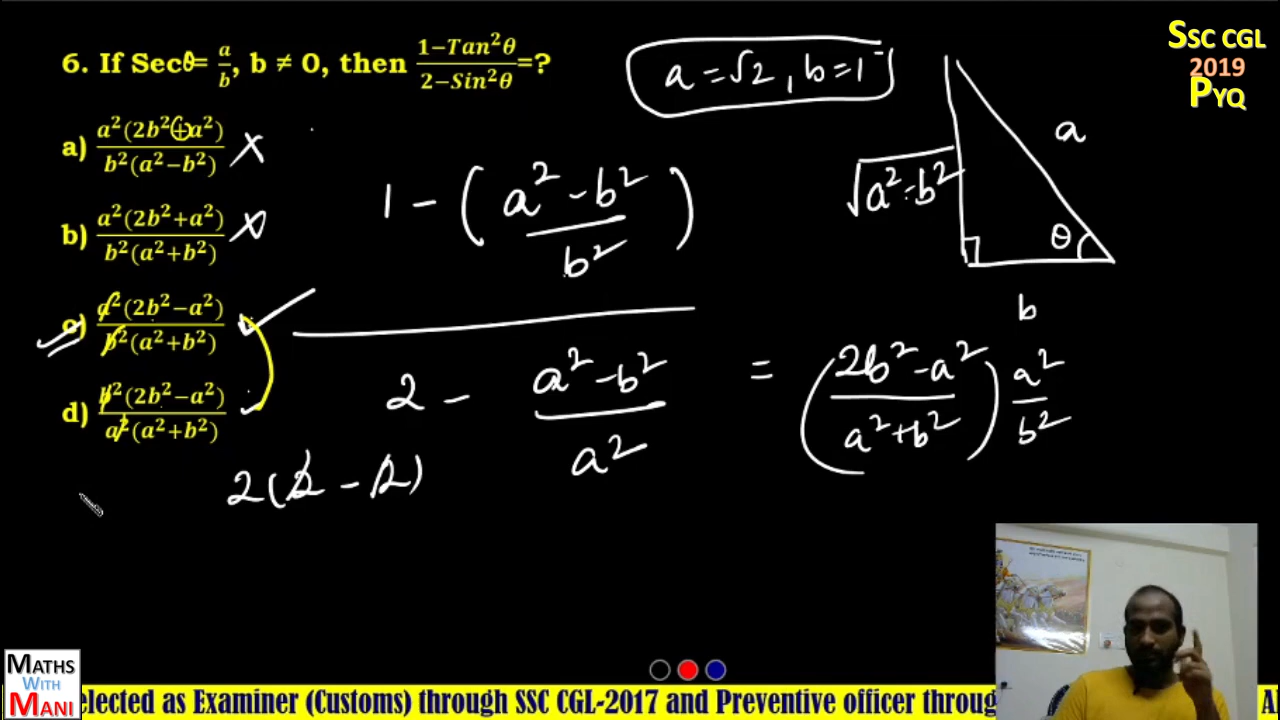 6. If Secθ= a/b, b ≠ 0, then (1−Tan²θ)/(2−Sin²θ)=?
a) a²(2b²+a²)/b²(a²−b²)
b) a²(2b²+a²)/b²(a²+b²)
c) a²(2b²−a²)/b²(a²+b²)
d) b²(2b²−a²)/a²(a²+b²)
a = √2, b = 1
SSC CGL
2019
PYQ
1 − ((a² − b²)/b²)
2 − (a² − b²)/a²
= ((2b² − a²)/(a² + b²)) a²/b²
2(2 − 2)
a
√a² − b²
θ
b
MATHS
WITH
MANI
elected as Examiner (Customs) through SSC CGL-2017 and Preventive officer throug